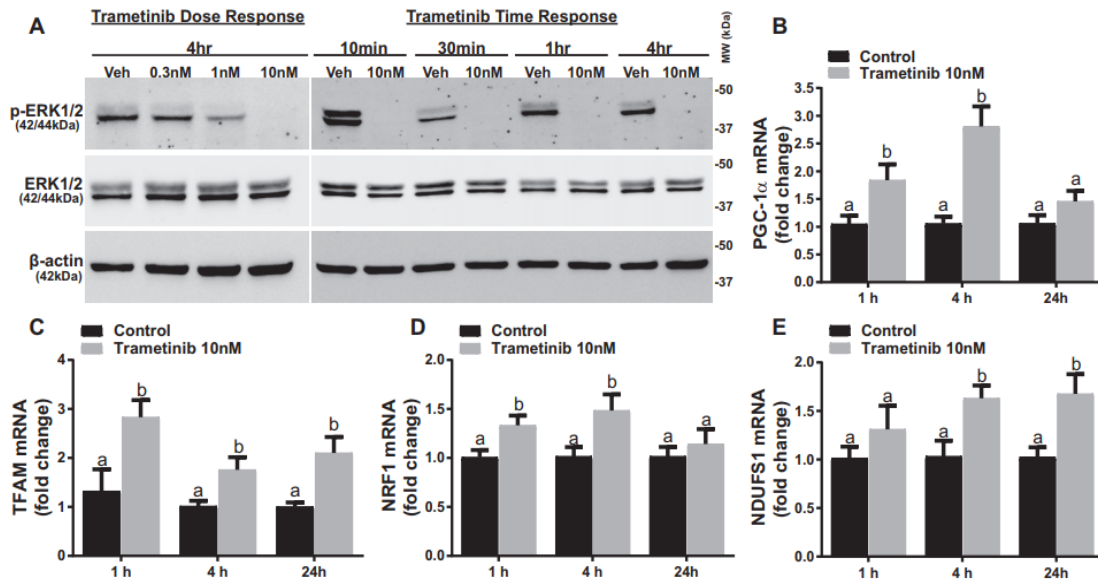 A
Trametinib Dose Response
Trametinib Time Response
4hr
10min 30min 1hr 4hr
MW (kDa)
Veh 0.3nM 1nM 10nM Veh 10nM Veh 10nM Veh 10nM Veh 10nM
p-ERK1/2
(42/44kDa)
-50
-37
ERK1/2
(42/44kDa)
-50
-37
β-actin
(42kDa)
-50
-37
B
Control
Trametinib 10nM
PGC-1α mRNA
(fold change)
3.5
3.0
2.5
2.0
1.5
1.0
0.5
0.0
a b a b a a
1 h 4 h 24h
C
Control
Trametinib 10nM
TFAM mRNA
(fold change)
4
3
2
1
0
a b a b a b
1 h 4 h 24h
D
Control
Trametinib 10nM
NRF1 mRNA
(fold change)
2.0
1.5
1.0
0.5
0.0
a b a b a a
1 h 4 h 24h
E
Control
Trametinib 10nM
NDUFS1 mRNA
(fold change)
2.0
1.5
1.0
0.5
0.0
a a a b a b
1 h 4 h 24h